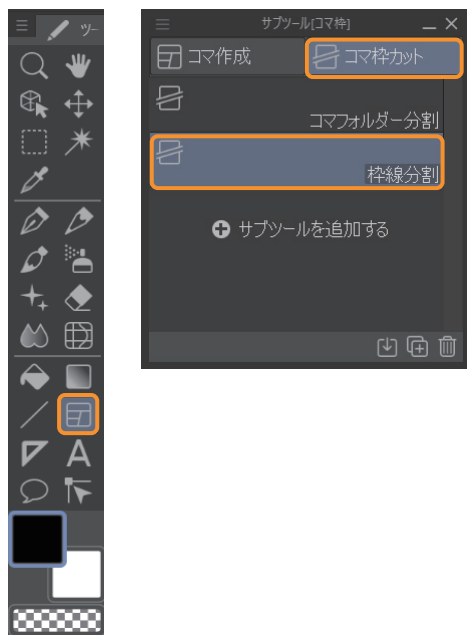 ツー
サブツール[コマ枠]
コマ作成
コマ枠カット
コマフォルダー分割
枠線分割
サブツールを追加する